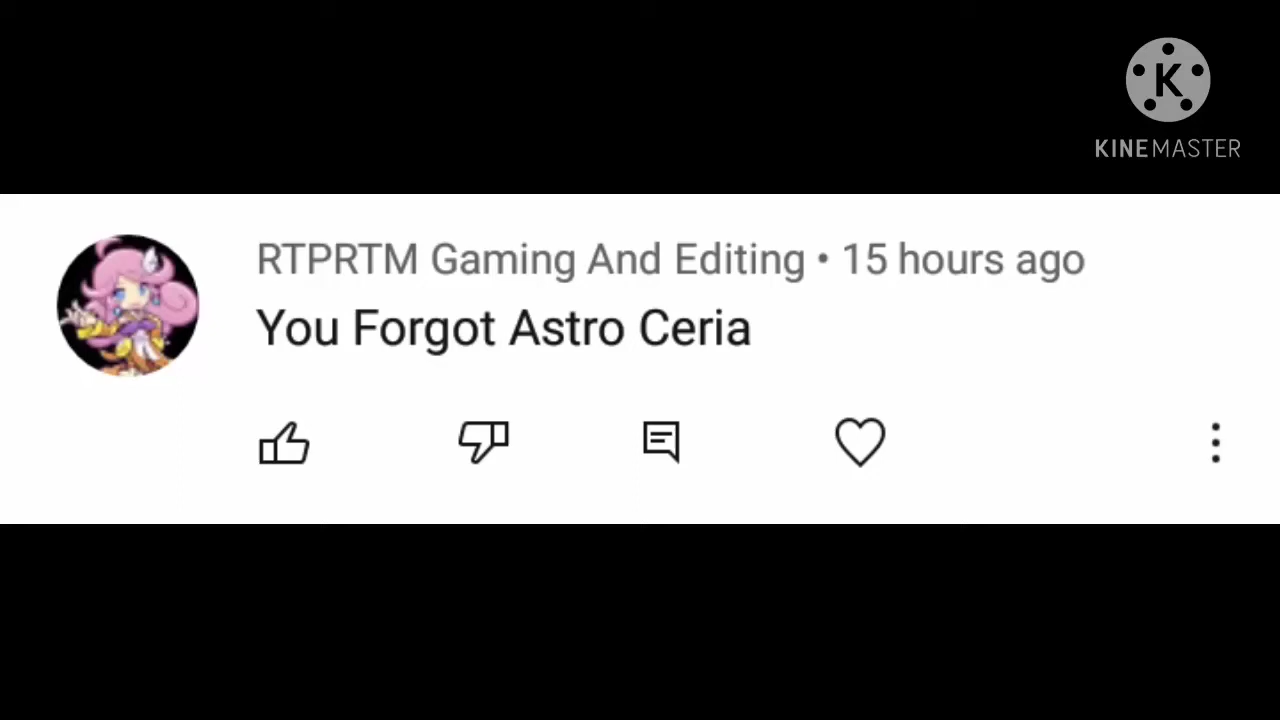 K
KINEMASTER
RTPRTM Gaming And Editing • 15 hours ago
You Forgot Astro Ceria